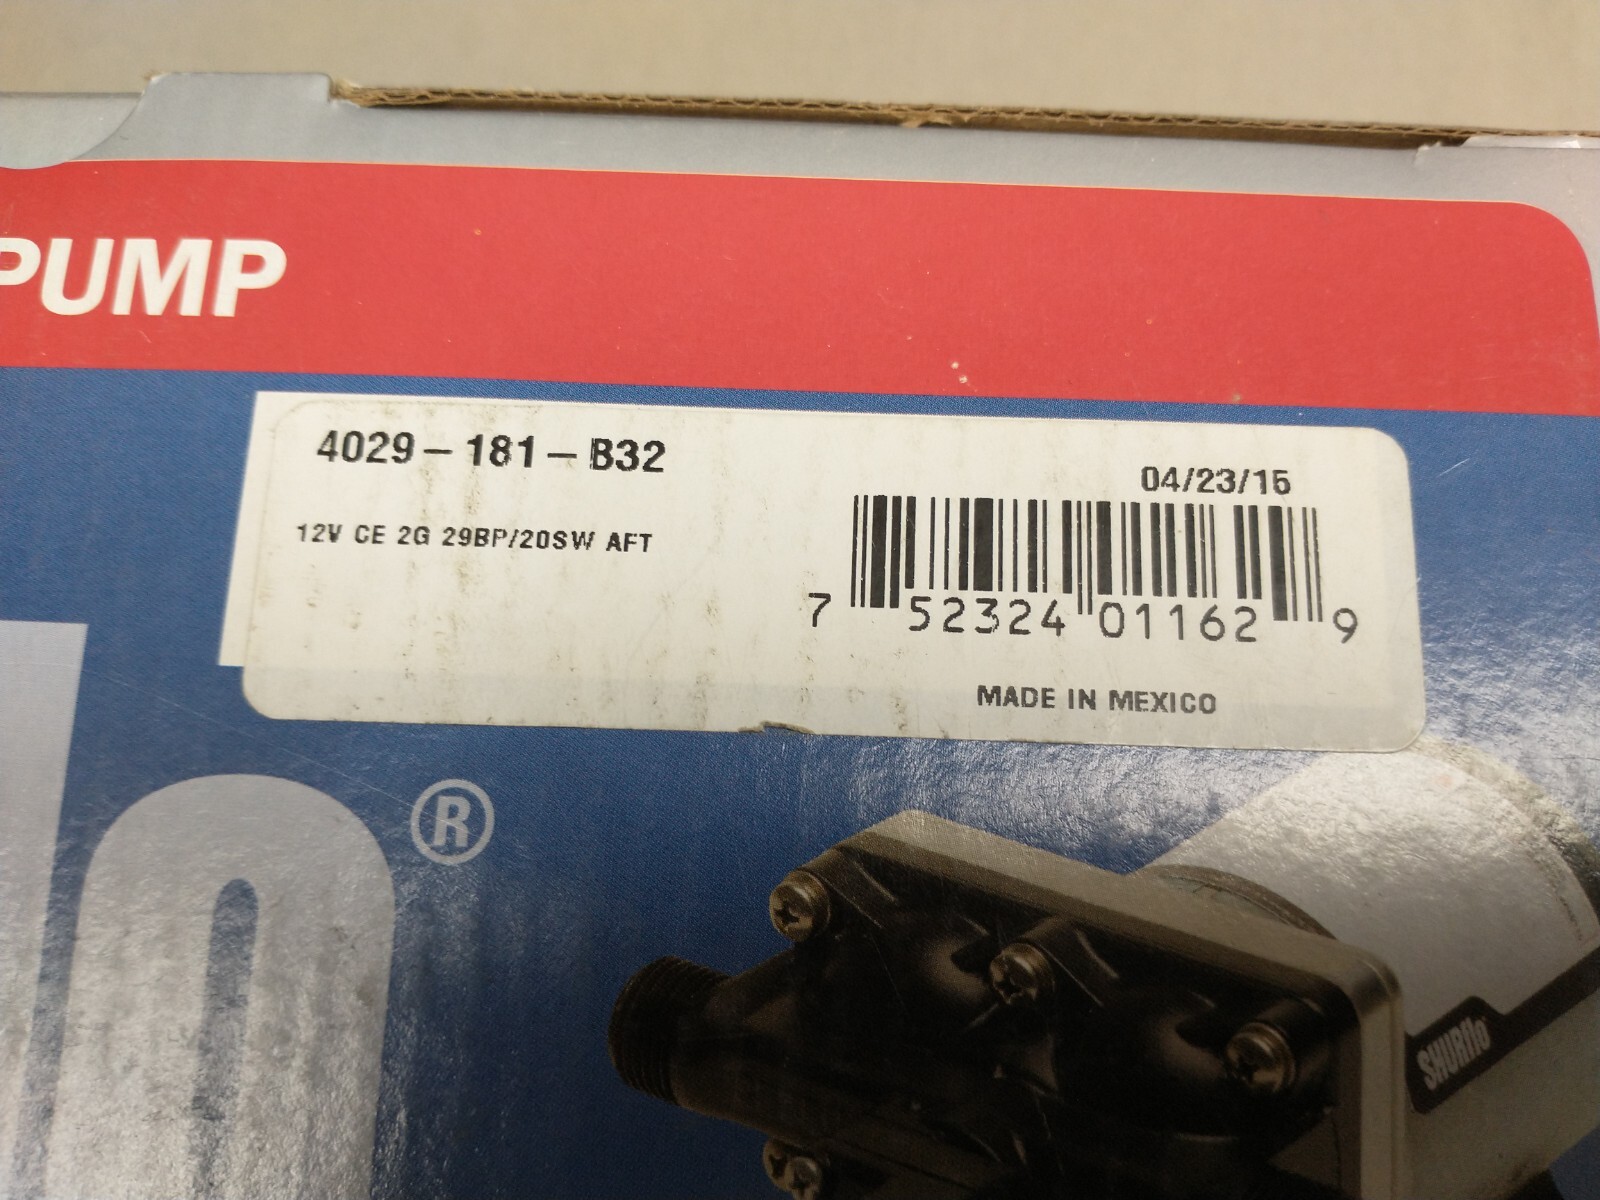 PUMP
4029-181-B32
04/23/15
12V CE 2G 29BP/20SW AFT
7 52324 01162 9
MADE IN MEXICO
lo®
SHURflo